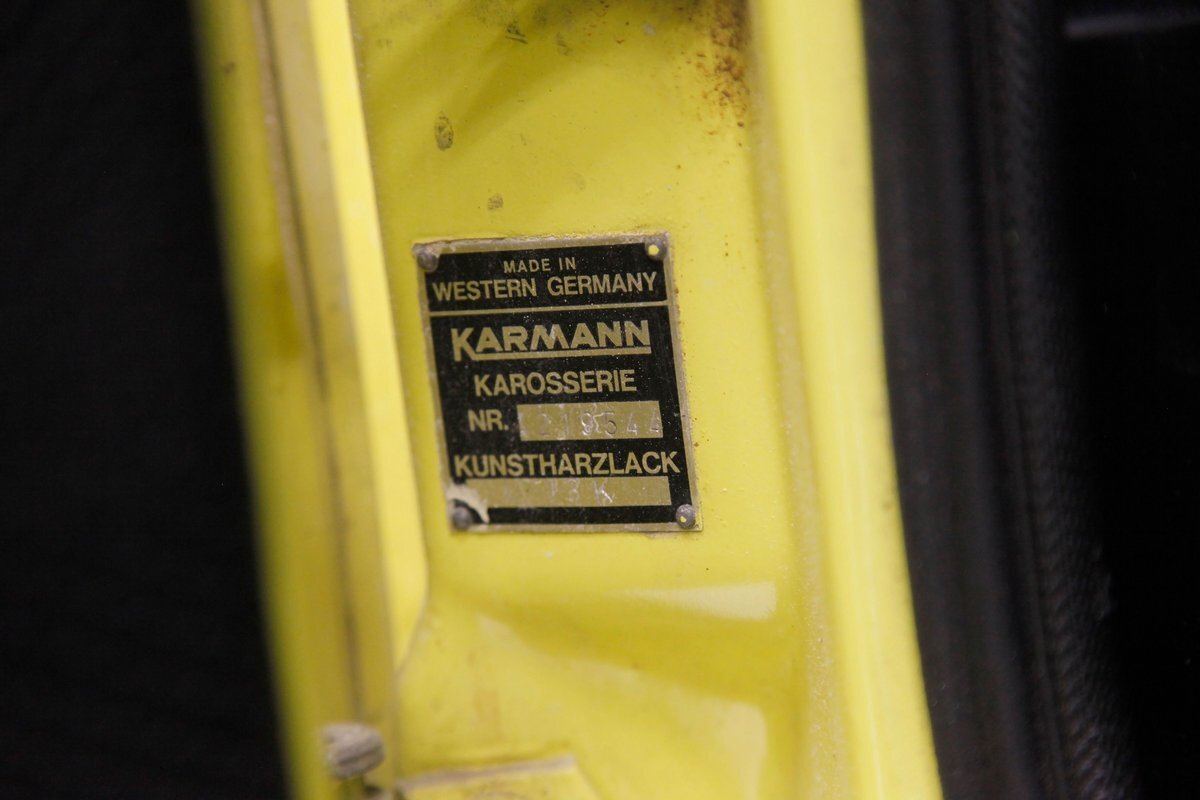 MADE IN
WESTERN GERMANY
KARMANN
KAROSSERIE
NR.
KUNSTHARZLACK